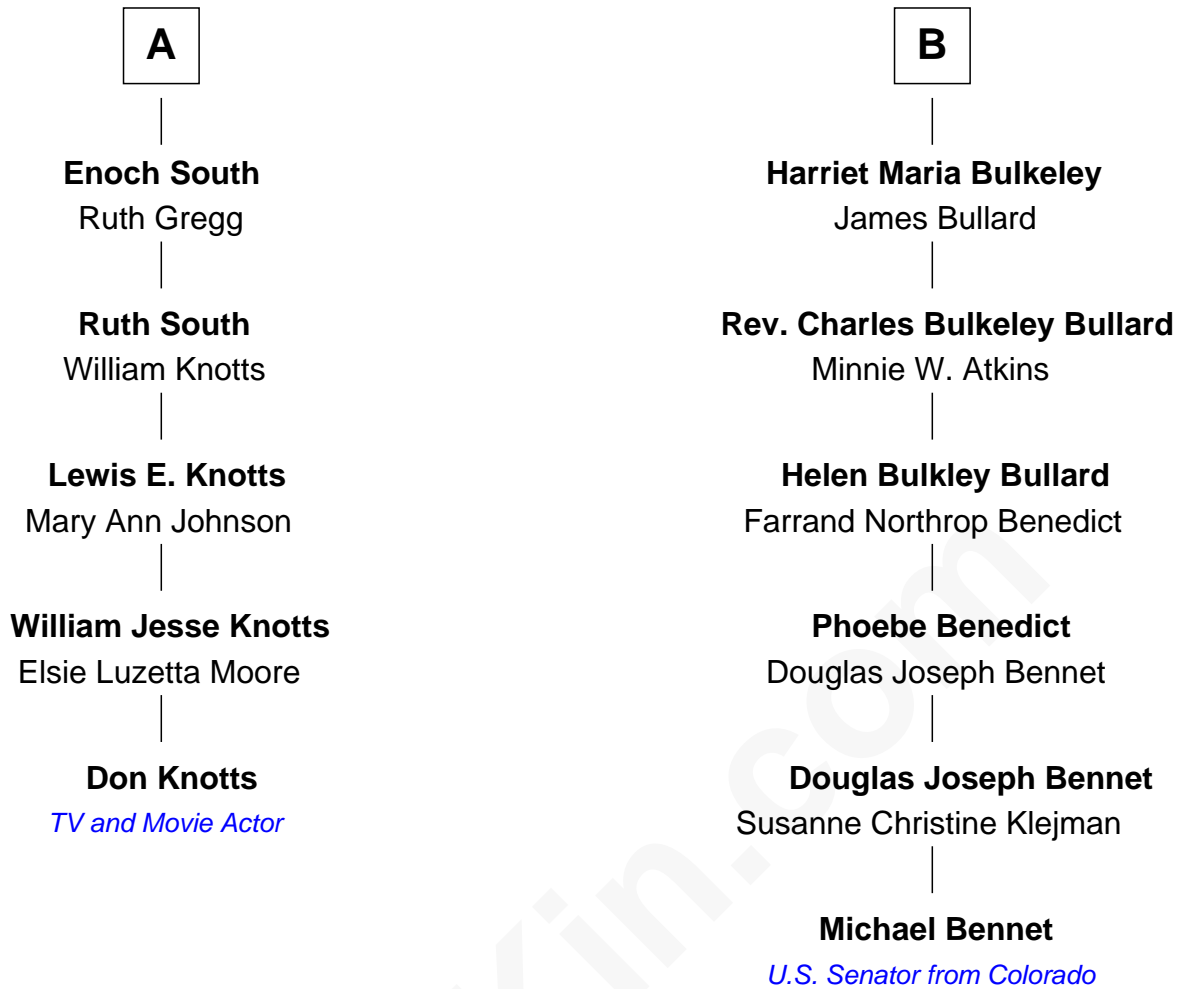 A
Enoch South
Ruth Gregg
Ruth South
William Knotts
Lewis E. Knotts
Mary Ann Johnson
William Jesse Knotts
Elsie Luzetta Moore
Don Knotts
TV and Movie Actor
B
Harriet Maria Bulkeley
James Bullard
Rev. Charles Bulkeley Bullard
Minnie W. Atkins
Helen Bulkley Bullard
Farrand Northrop Benedict
Phoebe Benedict
Douglas Joseph Bennet
Douglas Joseph Bennet
Susanne Christine Klejman
Michael Bennet
U.S. Senator from Colorado
Kin.com